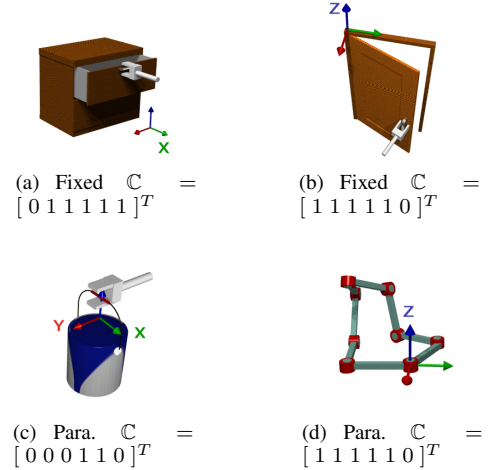 X
Z
(a) Fixed ℂ =
[ 0 1 1 1 1 1 ]^T
(b) Fixed ℂ =
[ 1 1 1 1 1 0 ]^T
Y X
Z
(c) Para. ℂ =
[ 0 0 0 1 1 0 ]^T
(d) Para. ℂ =
[ 1 1 1 1 1 0 ]^T